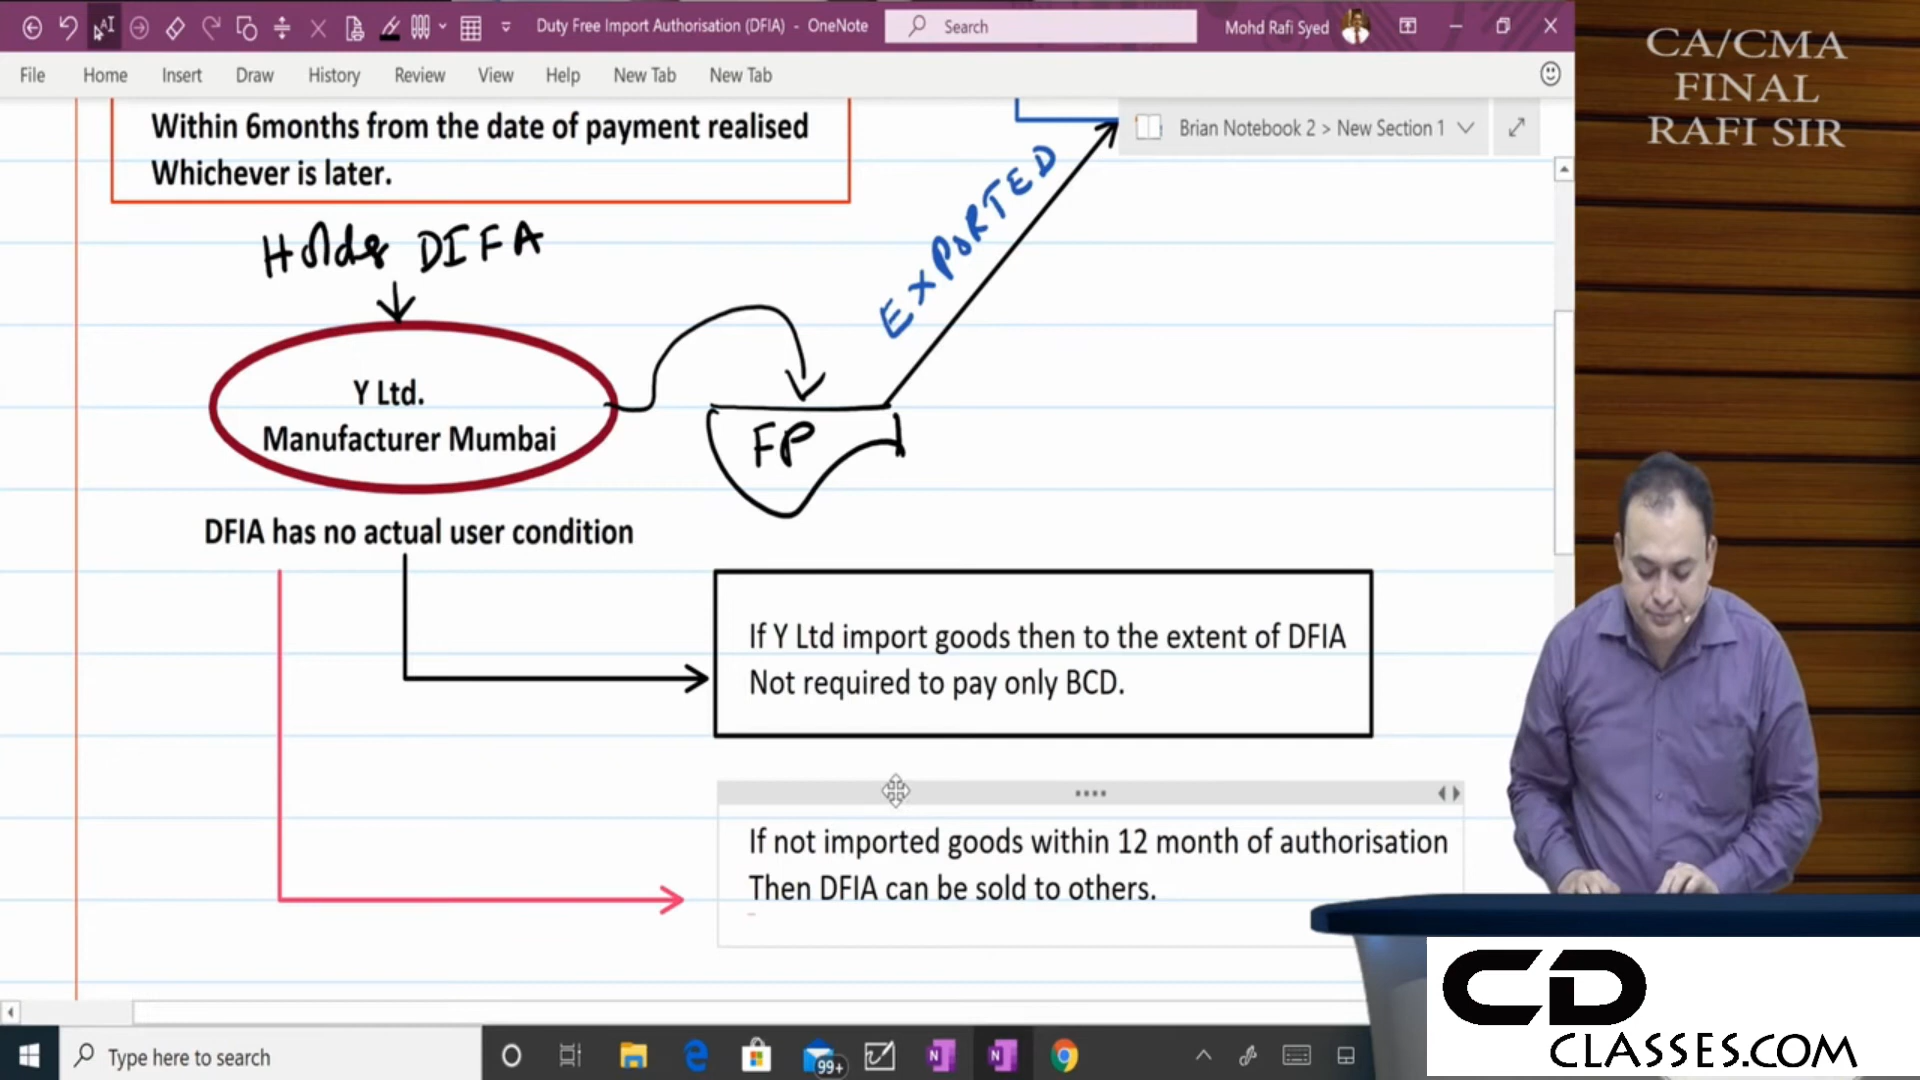 Duty Free Import Authorisation (DFIA) - OneNote
Search
Mohd Rafi Syed
File Home Insert Draw History Review View Help New Tab New Tab
CA/CMA
FINAL
RAFI SIR
Brian Notebook 2 > New Section 1
Within 6months from the date of payment realised
Whichever is later.
Holds DIFA
EXPORTED
Y Ltd.
Manufacturer Mumbai
FP
DFIA has no actual user condition
If Y Ltd import goods then to the extent of DFIA
Not required to pay only BCD.
If not imported goods within 12 month of authorisation
Then DFIA can be sold to others.
Type here to search
99+
CD
CLASSES.COM